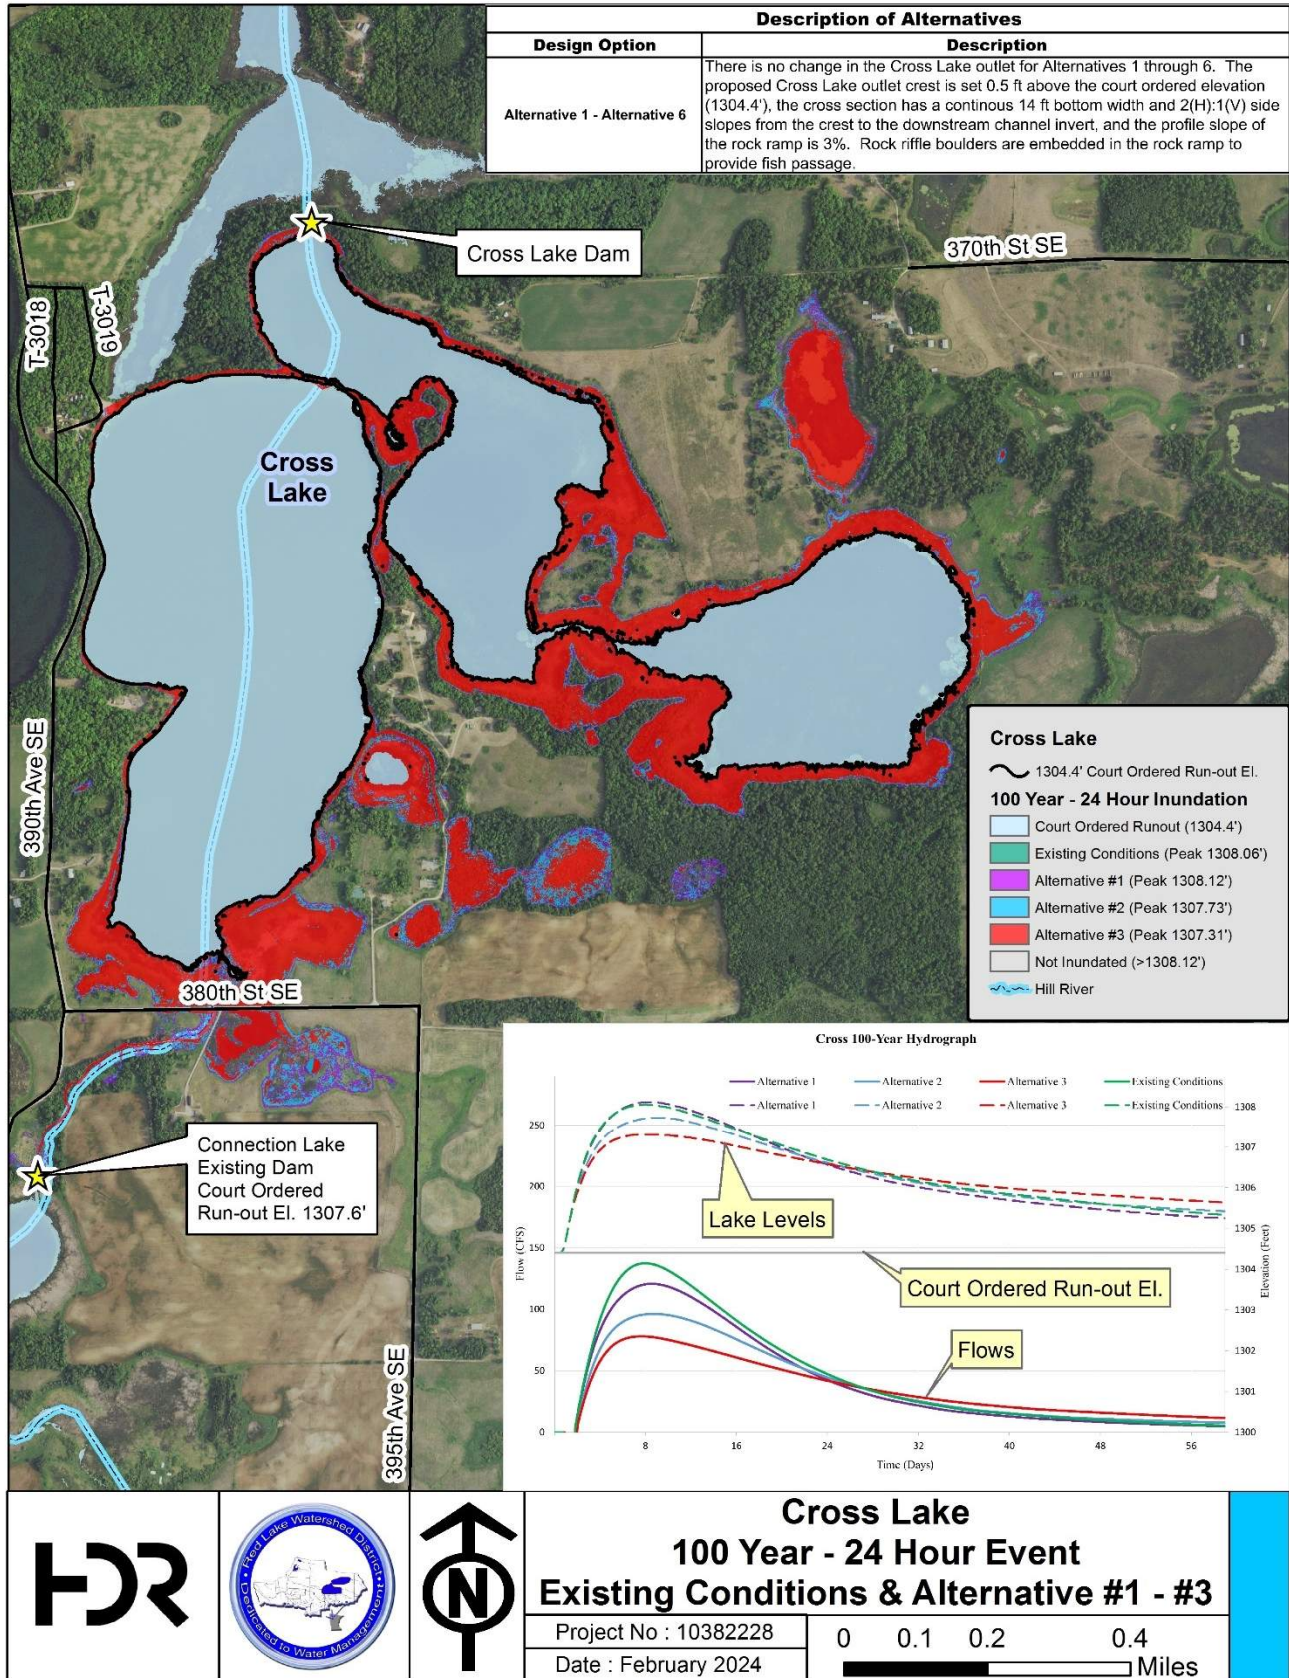 Description of Alternatives
Design Option
Description
Alternative 1 - Alternative 6
There is no change in the Cross Lake outlet for Alternatives 1 through 6. The
proposed Cross Lake outlet crest is set 0.5 ft above the court ordered elevation
(1304.4'), the cross section has a continous 14 ft bottom width and 2(H):1(V) side
slopes from the crest to the downstream channel invert, and the profile slope of
the rock ramp is 3%. Rock riffle boulders are embedded in the rock ramp to
provide fish passage.
Cross Lake Dam
370th St SE
T-3018
T-3019
Cross
Lake
390th Ave SE
380th St SE
Connection Lake
Existing Dam
Court Ordered
Run-out El. 1307.6'
395th Ave SE
Cross Lake
1304.4' Court Ordered Run-out El.
100 Year - 24 Hour Inundation
Court Ordered Runout (1304.4')
Existing Conditions (Peak 1308.06')
Alternative #1 (Peak 1308.12')
Alternative #2 (Peak 1307.73')
Alternative #3 (Peak 1307.31')
Not Inundated (>1308.12')
Hill River
Cross 100-Year Hydrograph
Alternative 1 Alternative 2 Alternative 3 Existing Conditions
Alternative 1 Alternative 2 Alternative 3 Existing Conditions
Flow (CFS)
250
200
150
100
50
0
Lake Levels
Court Ordered Run-out El.
Flows
1308
1307
1306
1305
1304
1303
1302
1301
1300
Elevation (Feet)
8 16 24 32 40 48 56
Time (Days)
HDR
Red Lake Watershed District
Dedicated to Water Management
N
Cross Lake
100 Year - 24 Hour Event
Existing Conditions & Alternative #1 - #3
Project No : 10382228
Date : February 2024
0 0.1 0.2 0.4
Miles